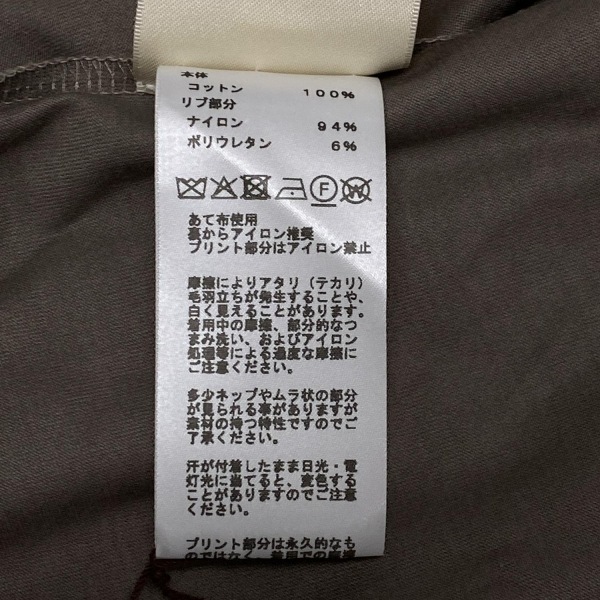 本体
コットン 100%
リブ部分
ナイロン 94%
ポリウレタン 6%
F W
あて布使用
裏からアイロン推奨
プリント部分はアイロン禁止
摩擦によりアタリ(テカリ)
毛羽立ちが発生することや、
白く見えることがあります。
着用中の摩擦、部分的なつ
まみ洗い、およびアイロン
処理等による過度な摩擦に
ご注意ください。
多少ネップやムラ状の部分
が見られる事がありますが
素材の持つ特性ですのでご
了承ください。
汗が付着したまま日光・電
灯光に当てると、変色する
ことがありますのでご注意
ください。
プリント部分は永久的なも
のではなく、着用での摩擦